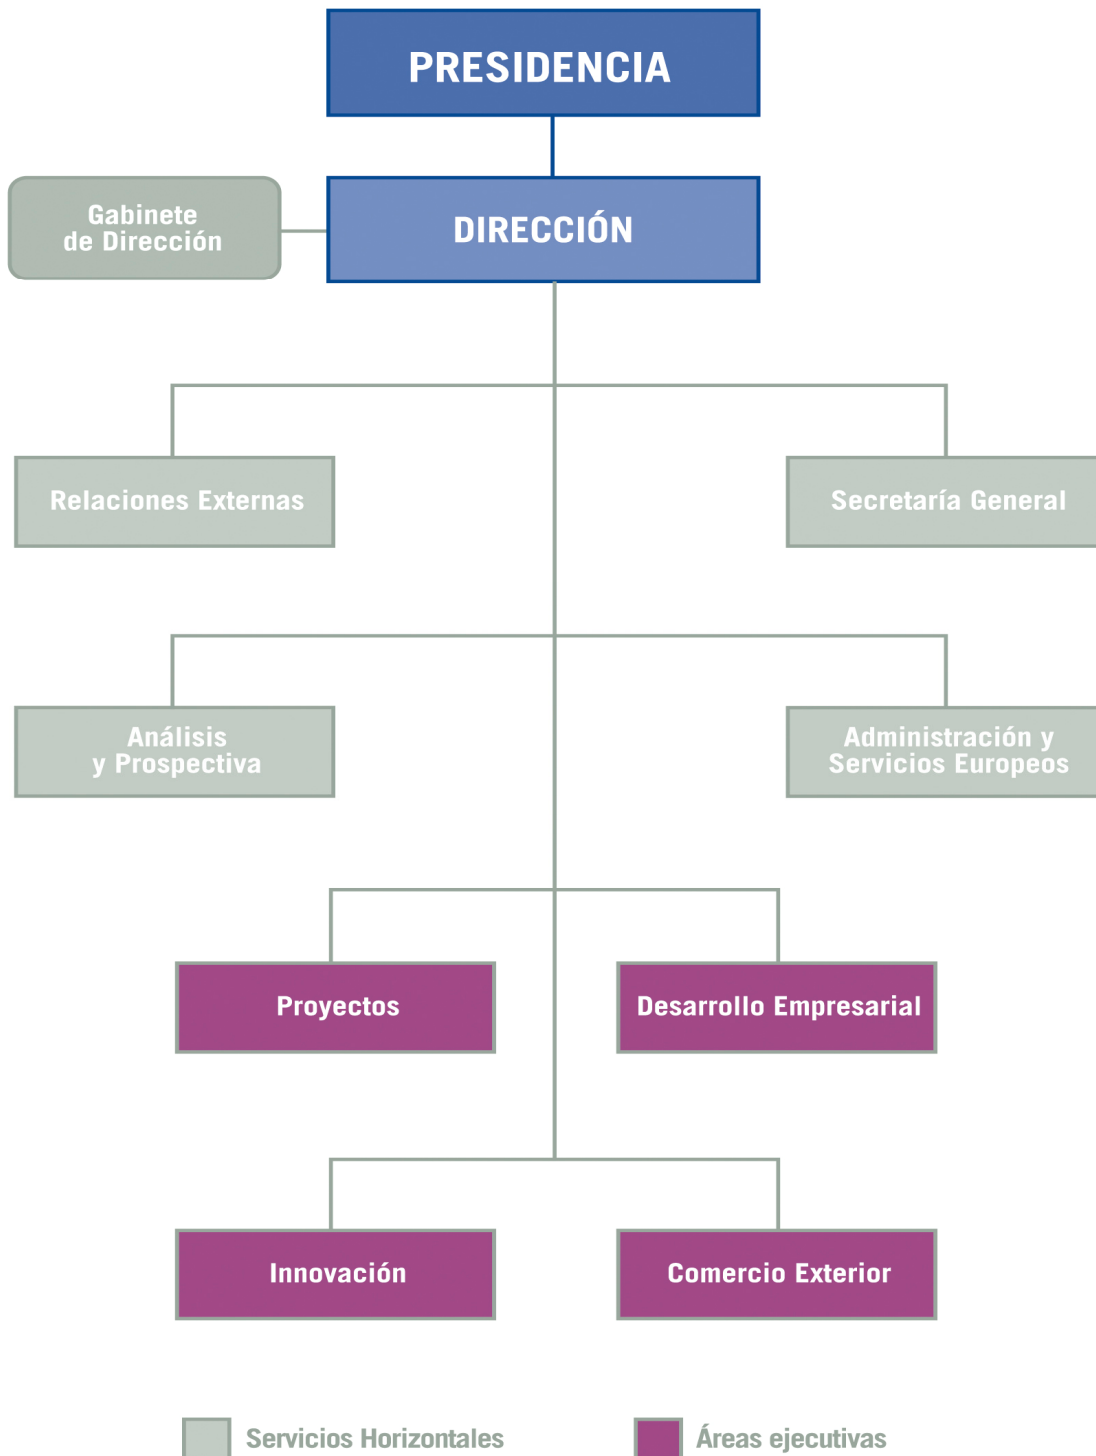 PRESIDENCIA
Gabinete
de Dirección
DIRECCIÓN
Relaciones Externas
Secretaría General
Análisis
y Prospectiva
Administración y
Servicios Europeos
Proyectos
Desarrollo Empresarial
Innovación
Comercio Exterior
Servicios Horizontales
Áreas ejecutivas